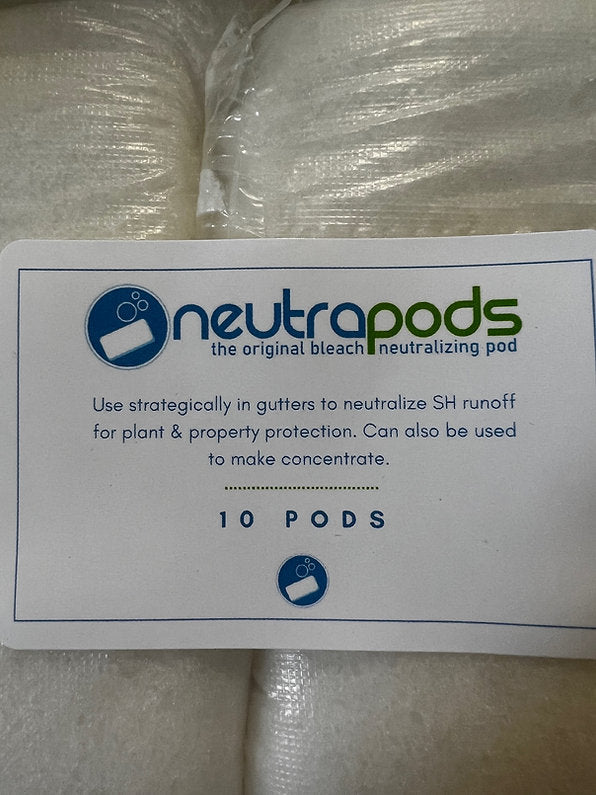 neutrapods
the original bleach neutralizing pod
Use strategically in gutters to neutralize SH runoff
for plant & property protection. Can also be used
to make concentrate.
10 PODS